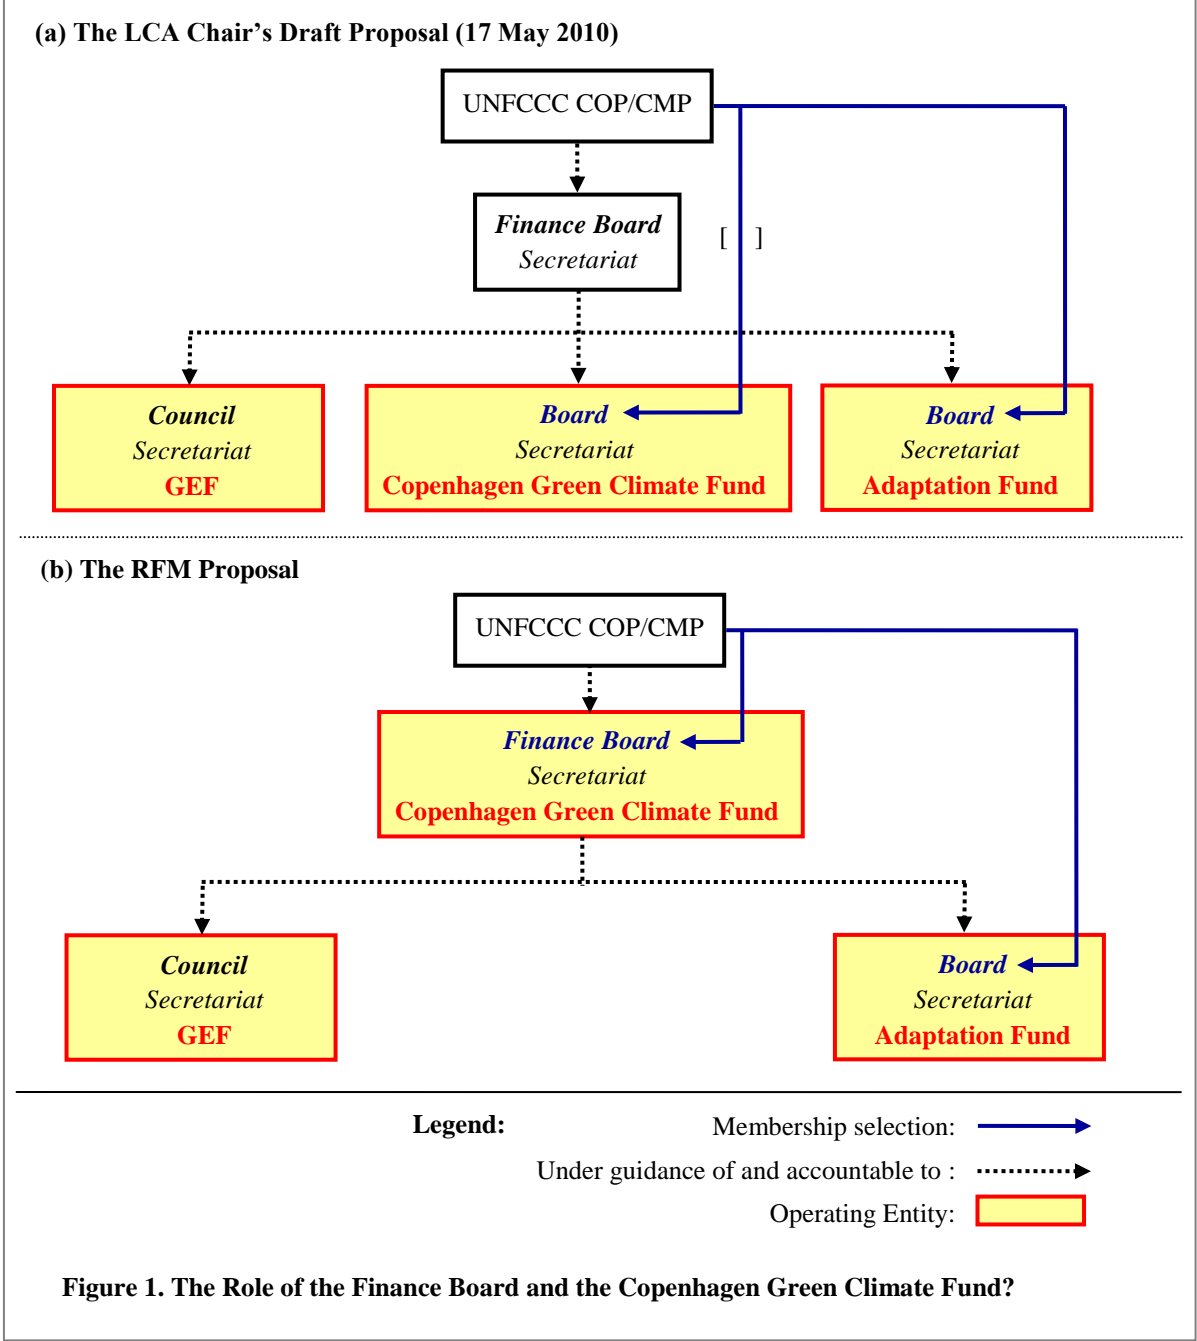 (a) The LCA Chair’s Draft Proposal (17 May 2010)
UNFCCC COP/CMP
Finance Board
Secretariat
[ ]
Council
Secretariat
GEF
Board
Secretariat
Copenhagen Green Climate Fund
Board
Secretariat
Adaptation Fund
(b) The RFM Proposal
UNFCCC COP/CMP
Finance Board
Secretariat
Copenhagen Green Climate Fund
Council
Secretariat
GEF
Board
Secretariat
Adaptation Fund
Legend:
Membership selection:
Under guidance of and accountable to :
Operating Entity:
Figure 1. The Role of the Finance Board and the Copenhagen Green Climate Fund?